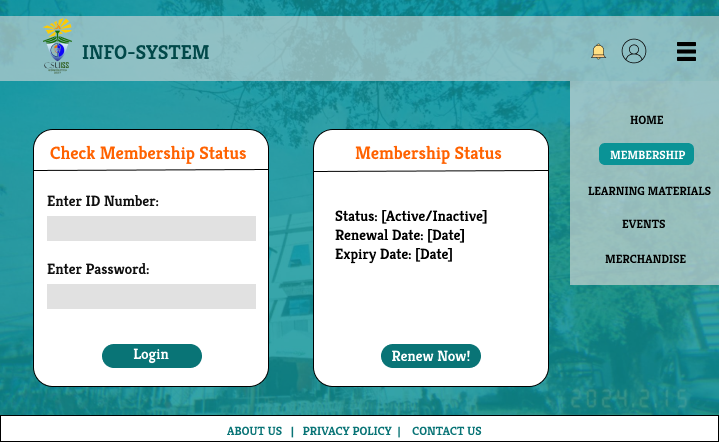 CSUISS
INFO-SYSTEM
HOME
MEMBERSHIP
LEARNING MATERIALS
EVENTS
MERCHANDISE
Check Membership Status
Enter ID Number:
Enter Password:
Login
Membership Status
Status: [Active/Inactive]
Renewal Date: [Date]
Expiry Date: [Date]
Renew Now!
2024.2.15
ABOUT US | PRIVACY POLICY | CONTACT US